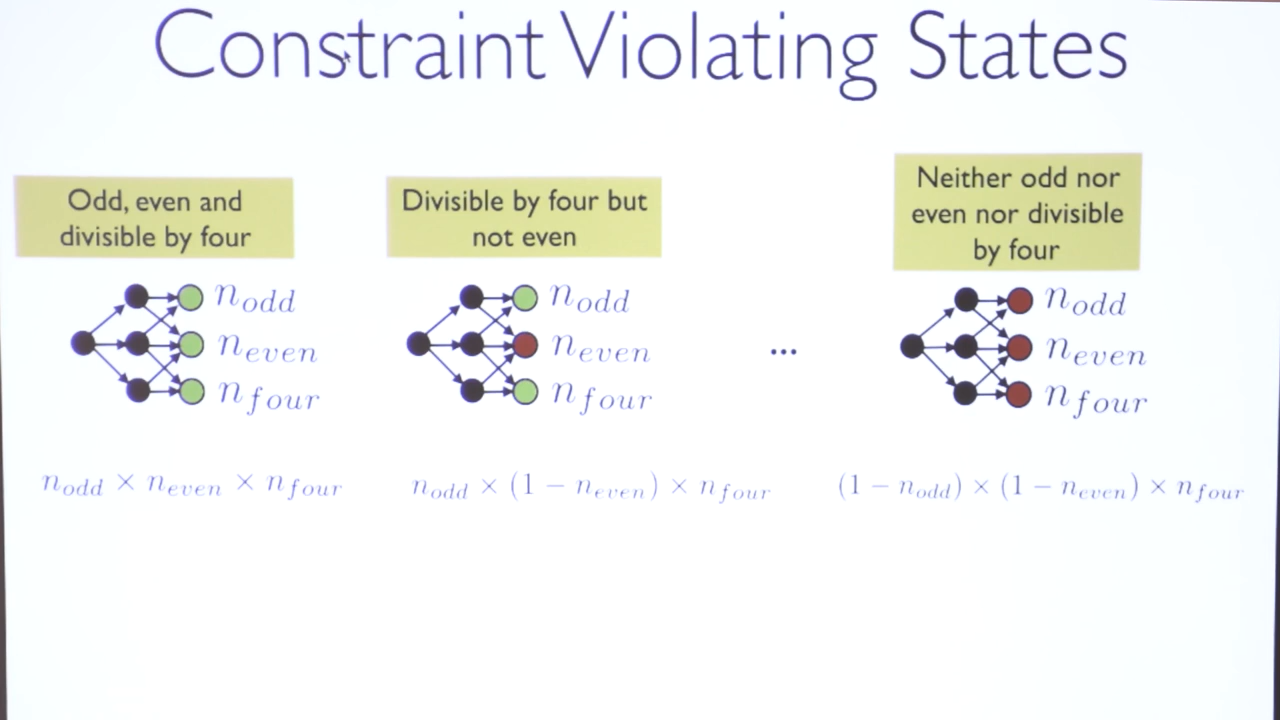 Constraint Violating States
Odd, even and
divisible by four
n_odd
n_even
n_four
n_odd × n_even × n_four
Divisible by four but
not even
n_odd
n_even
n_four
n_odd × (1 − n_even) × n_four
...
Neither odd nor
even nor divisible
by four
n_odd
n_even
n_four
(1 − n_odd) × (1 − n_even) × n_four